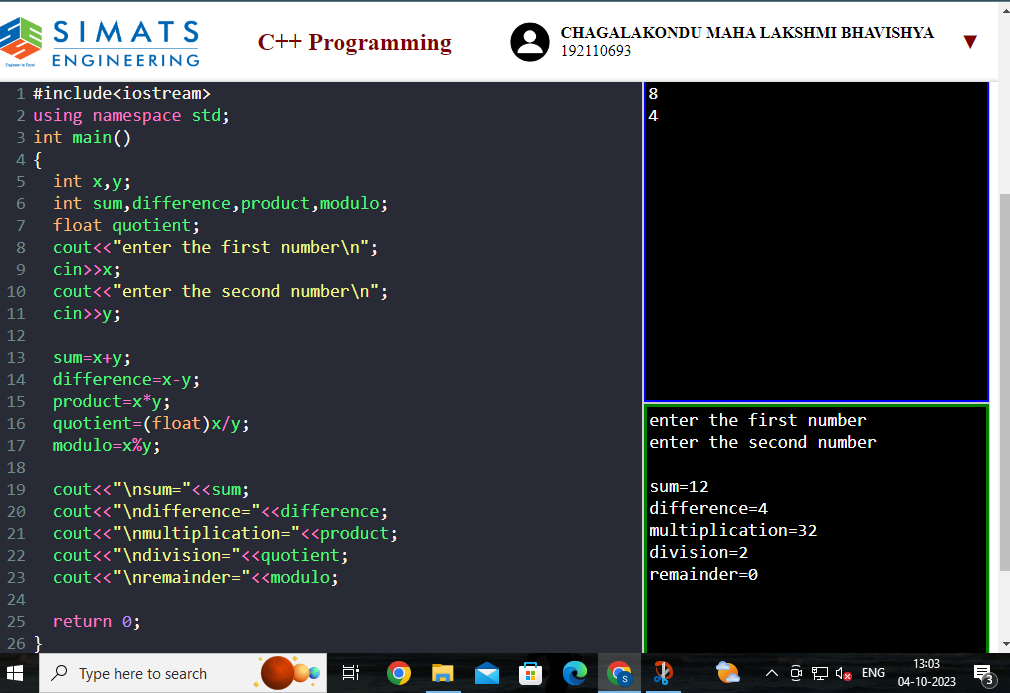 SIMATS
ENGINEERING
C++ Programming
CHAGALAKONDU MAHA LAKSHMI BHAVISHYA
192110693
1 #include<iostream>
2 using namespace std;
3 int main()
4 {
5   int x,y;
6   int sum,difference,product,modulo;
7   float quotient;
8   cout<<"enter the first number\n";
9   cin>>x;
10   cout<<"enter the second number\n";
11   cin>>y;
12
13   sum=x+y;
14   difference=x-y;
15   product=x*y;
16   quotient=(float)x/y;
17   modulo=x%y;
18
19   cout<<"\nsum="<<sum;
20   cout<<"\ndifference="<<difference;
21   cout<<"\nmultiplication="<<product;
22   cout<<"\ndivision="<<quotient;
23   cout<<"\nremainder="<<modulo;
24
25   return 0;
26 }
8
4
enter the first number
enter the second number

sum=12
difference=4
multiplication=32
division=2
remainder=0
Type here to search
S
ENG
13:03
04-10-2023
3